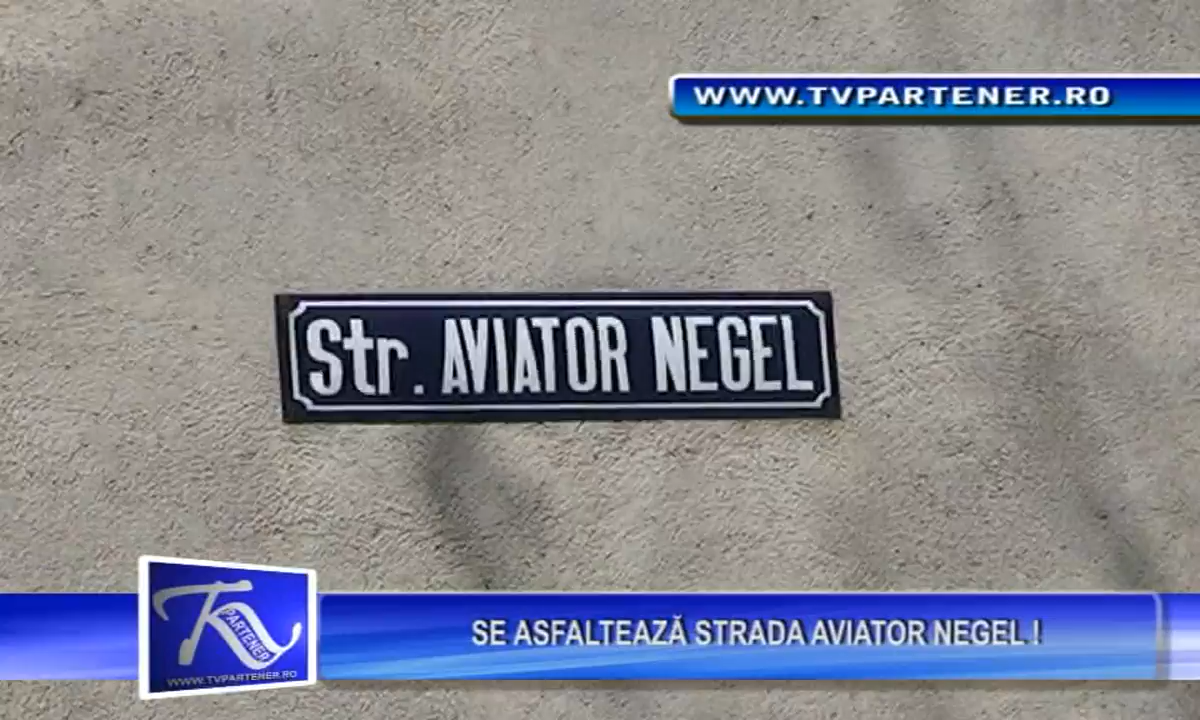 WWW.TVPARTENER.RO
Str. AVIATOR NEGEL
TV
PARTENER
WWW.TVPARTENER.RO
SE ASFALTEAZĂ STRADA AVIATOR NEGEL !